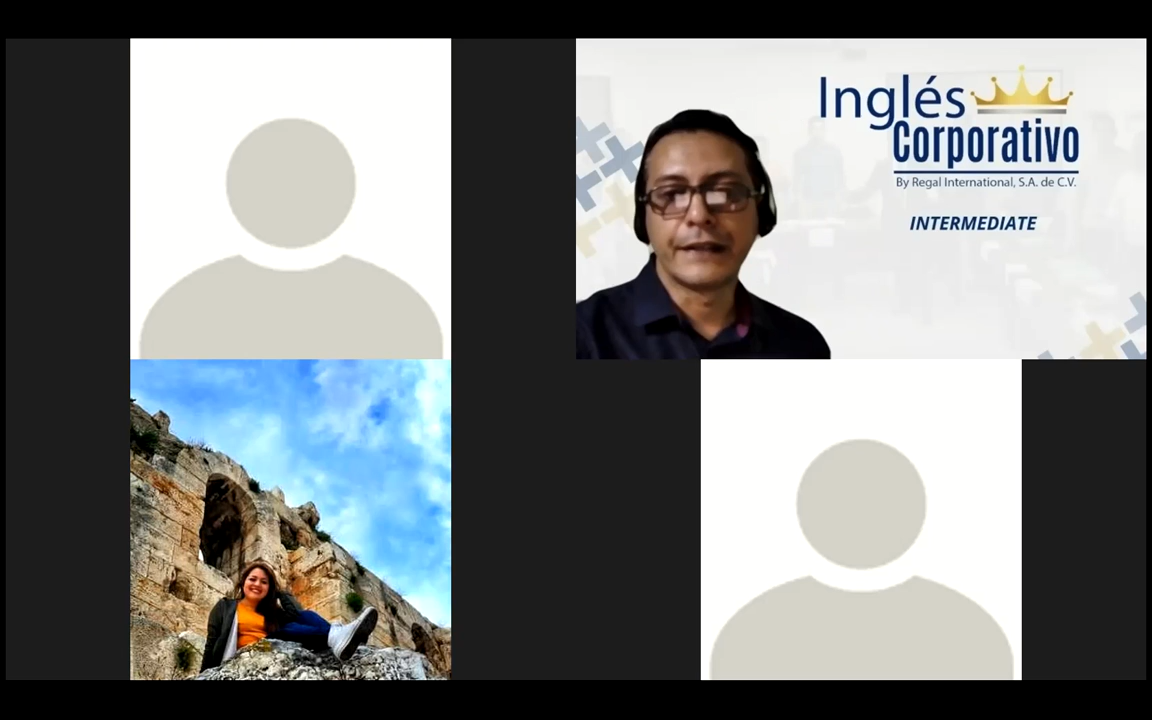 Inglés
Corporativo
By Regal International, S.A. de C.V.
INTERMEDIATE